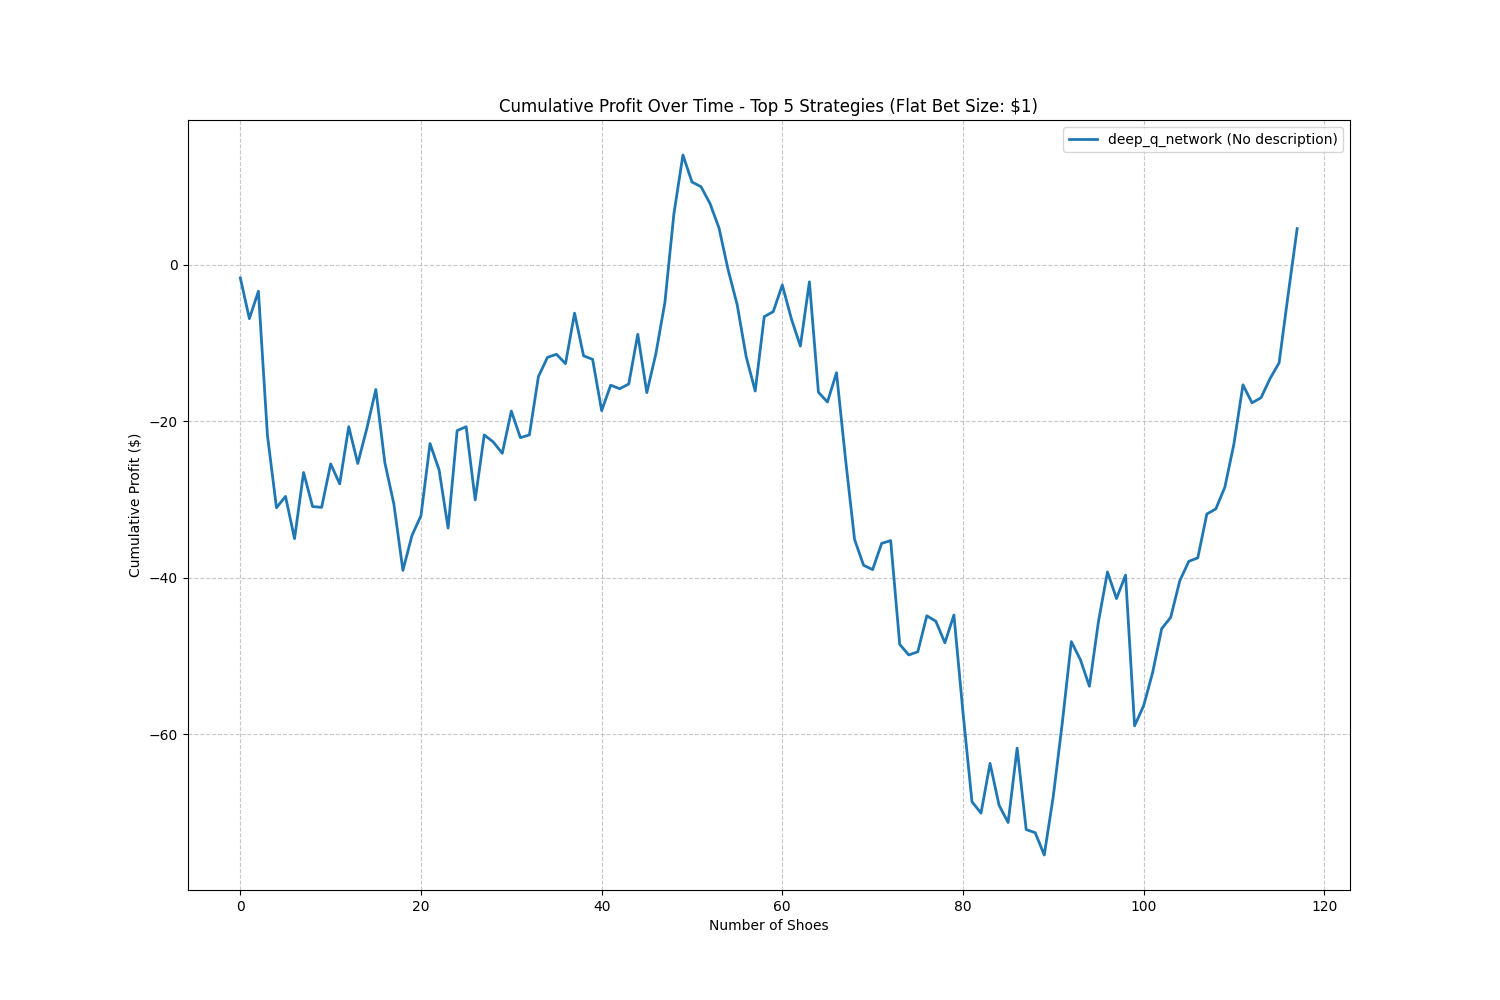 Cumulative Profit Over Time - Top 5 Strategies (Flat Bet Size: $1)
deep_q_network (No description)
Cumulative Profit ($)
0
−20
−40
−60
0 20 40 60 80 100 120
Number of Shoes